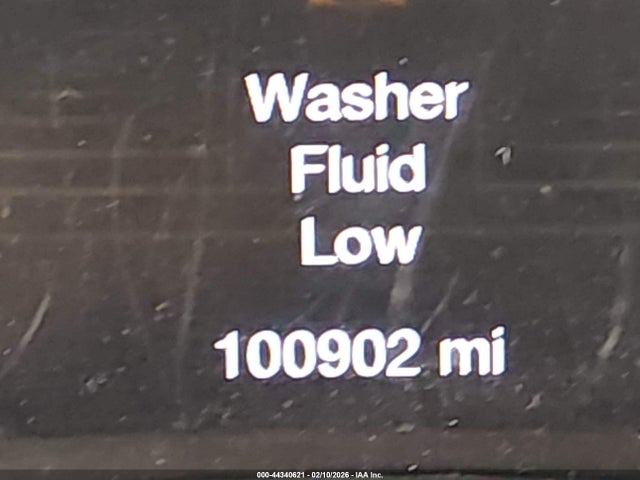 Washer
Fluid
Low
100902 mi
000-44340621 - 02/10/2026 - IAA Inc.